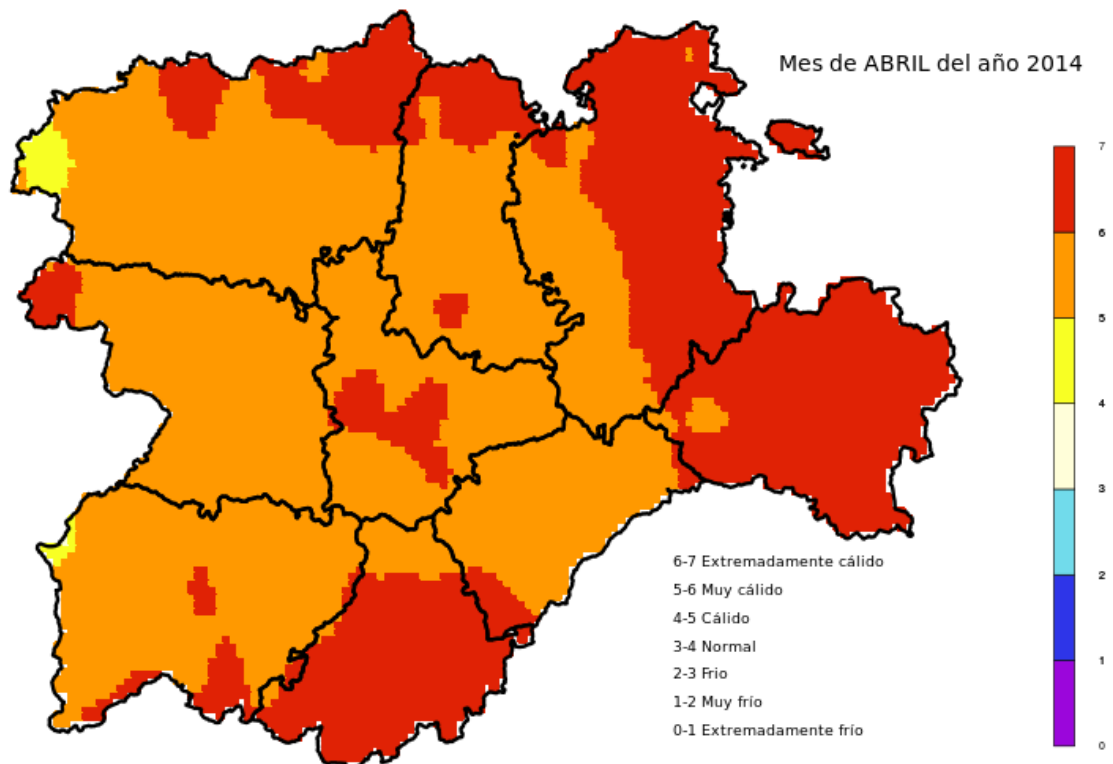 Mes de ABRIL del año 2014
7
6
5
4
3
2
1
0
6-7 Extremadamente cálido
5-6 Muy cálido
4-5 Cálido
3-4 Normal
2-3 Frio
1-2 Muy frío
0-1 Extremadamente frío